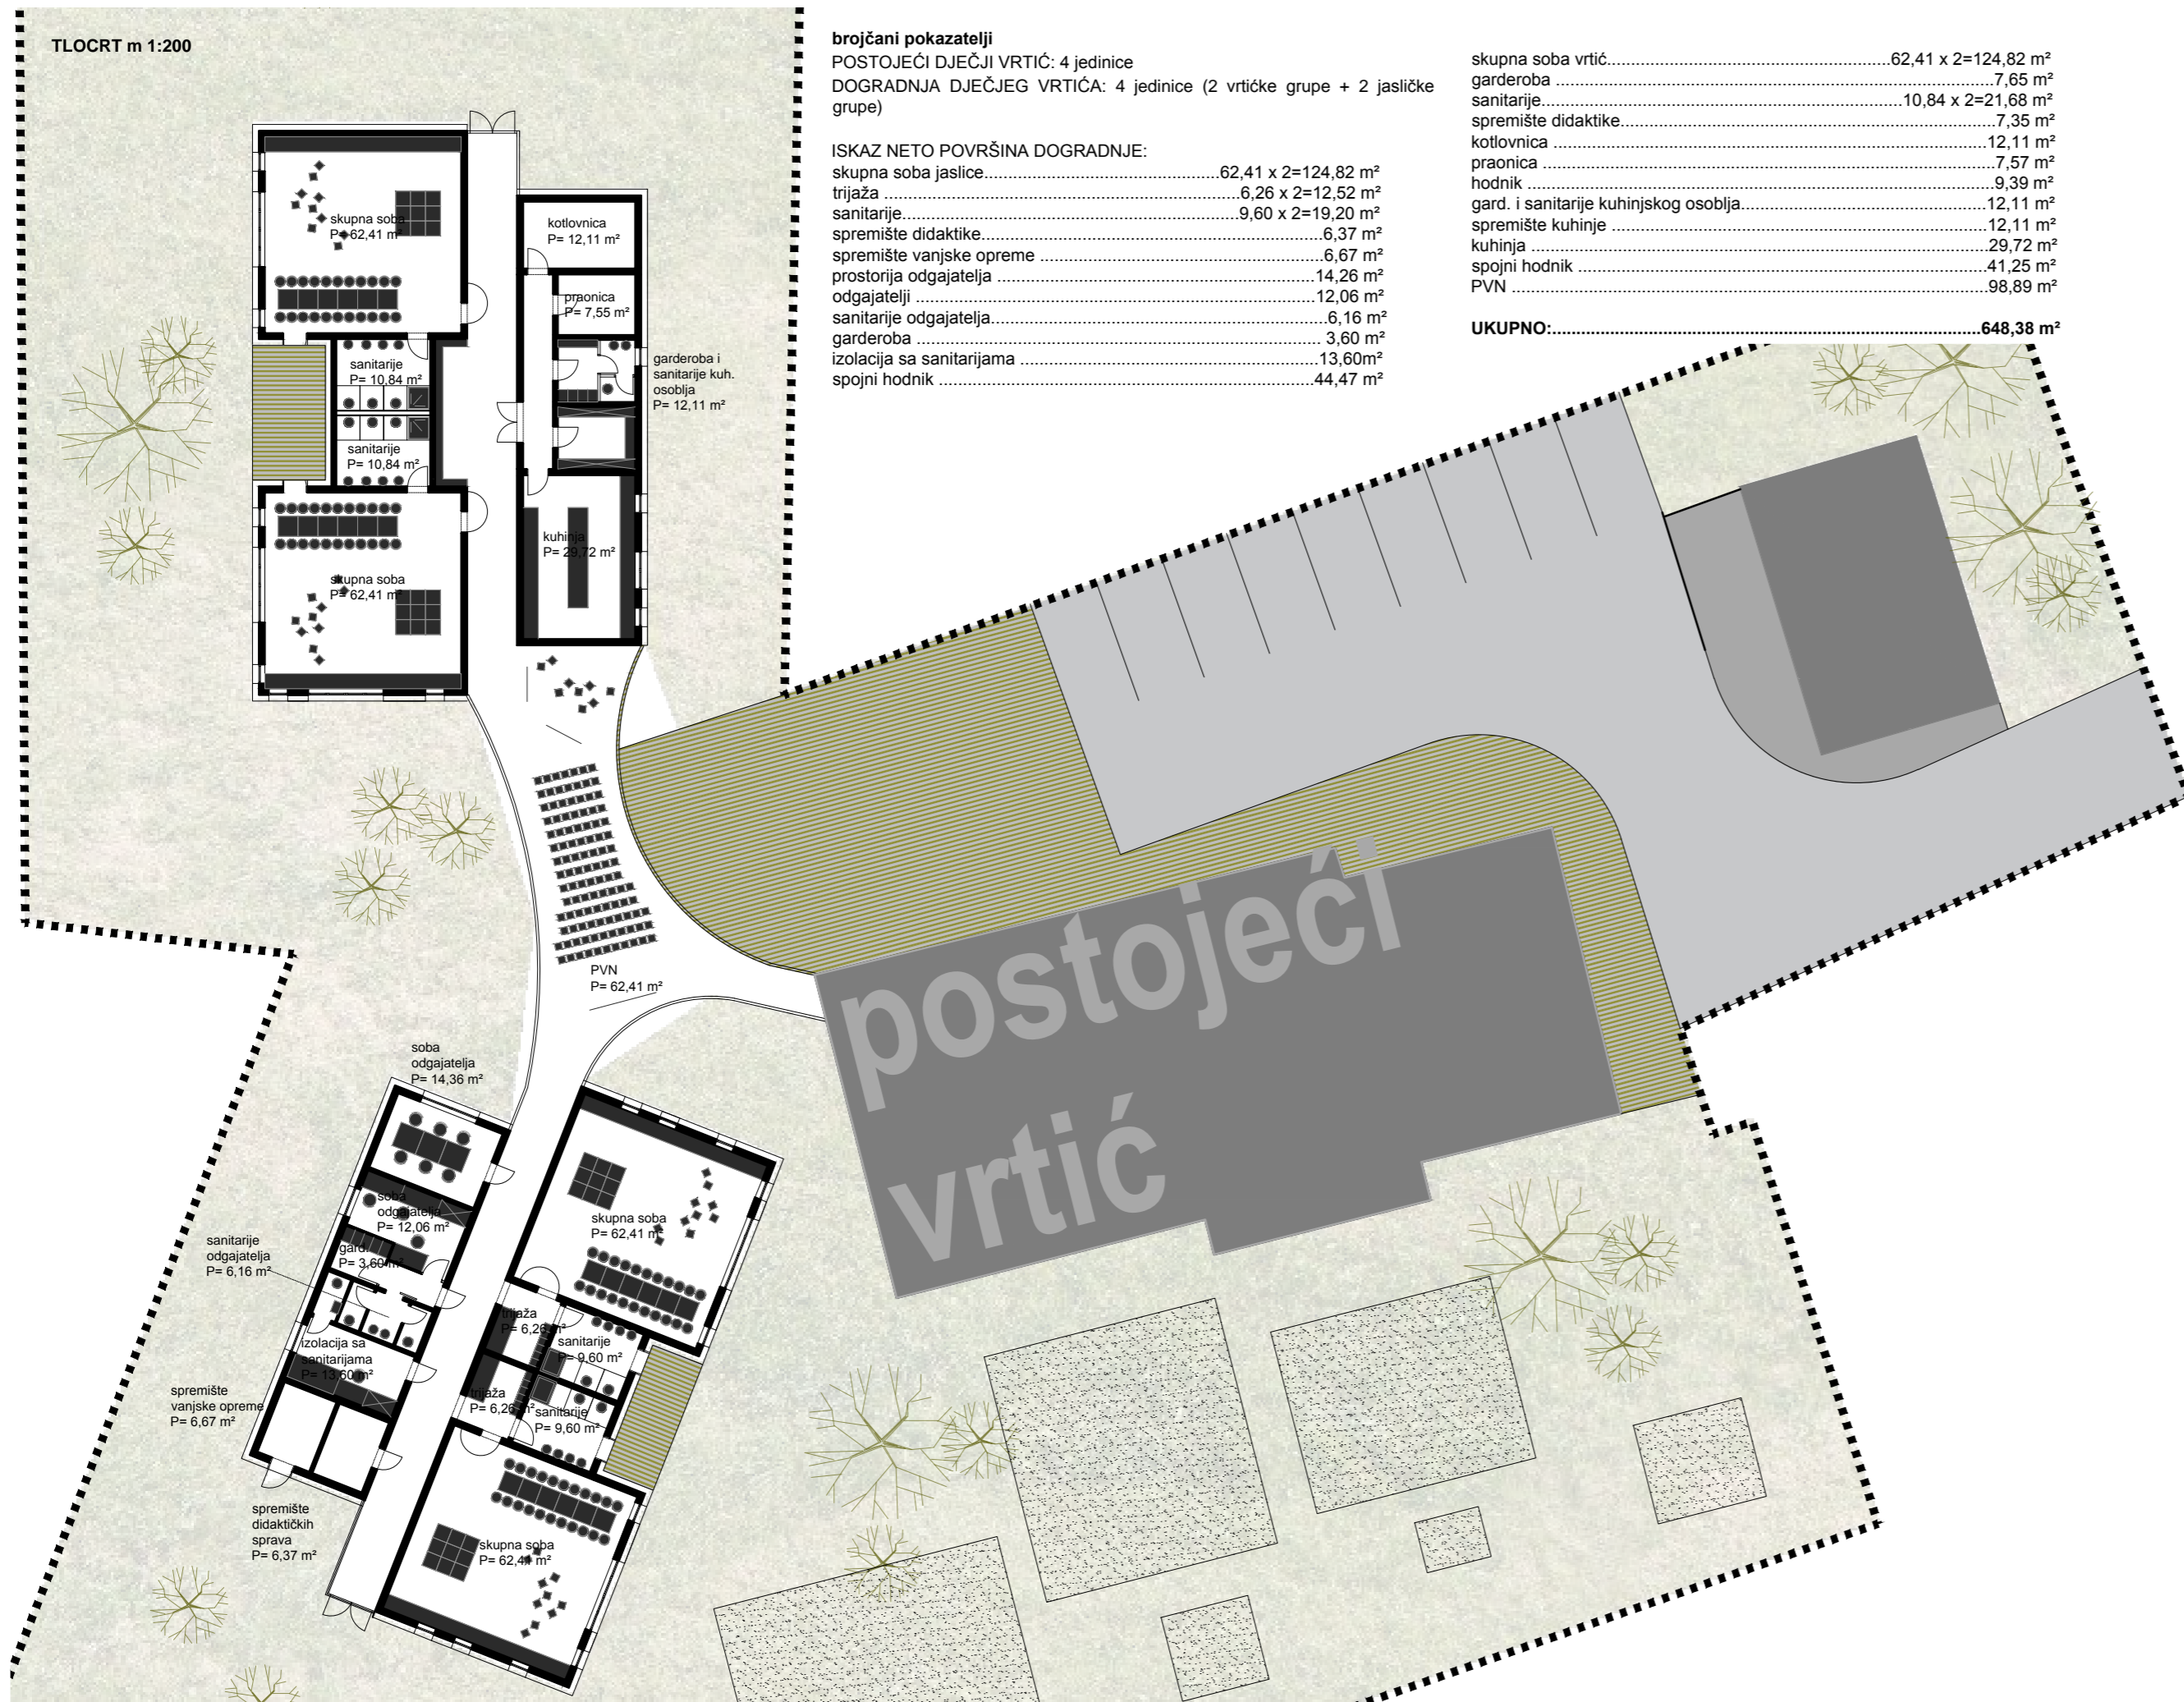 TLOCRT m 1:200
brojčani pokazatelji
POSTOJEĆI DJEČJI VRTIĆ: 4 jedinice
DOGRADNJA DJEČJEG VRTIĆA: 4 jedinice (2 vrtićke grupe + 2 jasličke
grupe)
ISKAZ NETO POVRŠINA DOGRADNJE:
skupna soba jaslice...............62,41 x 2=124,82 m²
trijaža ...............6,26 x 2=12,52 m²
sanitarije...............9,60 x 2=19,20 m²
spremište didaktike...............6,37 m²
spremište vanjske opreme ...............6,67 m²
prostorija odgajatelja ...............14,26 m²
odgajatelji ...............12,06 m²
sanitarije odgajatelja...............6,16 m²
garderoba ............... 3,60 m²
izolacija sa sanitarijama ...............13,60m²
spojni hodnik ...............44,47 m²
skupna soba vrtić...............62,41 x 2=124,82 m²
garderoba ...............7,65 m²
sanitarije...............10,84 x 2=21,68 m²
spremište didaktike...............7,35 m²
kotlovnica ...............12,11 m²
praonica ...............7,57 m²
hodnik ...............9,39 m²
gard. i sanitarije kuhinjskog osoblja...............12,11 m²
spremište kuhinje ...............12,11 m²
kuhinja ...............29,72 m²
spojni hodnik ...............41,25 m²
PVN ...............98,89 m²
UKUPNO:...............648,38 m²
skupna soba
P= 62,41 m²
kotlovnica
P= 12,11 m²
praonica
P= 7,55 m²
sanitarije
P= 10,84 m²
garderoba i
sanitarije kuh.
osoblja
P= 12,11 m²
sanitarije
P= 10,84 m²
kuhinja
P= 29,72 m²
skupna soba
P= 62,41 m²
PVN
P= 62,41 m²
postojeći
vrtić
soba
odgajatelja
P= 14,36 m²
soba
odgajatelja
P= 12,06 m²
gard.
P= 3,60 m²
sanitarije
odgajatelja
P= 6,16 m²
skupna soba
P= 62,41 m²
trijaža
P= 6,26 m²
sanitarije
P= 9,60 m²
izolacija sa
sanitarijama
P= 13,60 m²
trijaža
P= 6,26 m²
sanitarije
P= 9,60 m²
spremište
vanjske opreme
P= 6,67 m²
spremište
didaktičkih
sprava
P= 6,37 m²
skupna soba
P= 62,41 m²